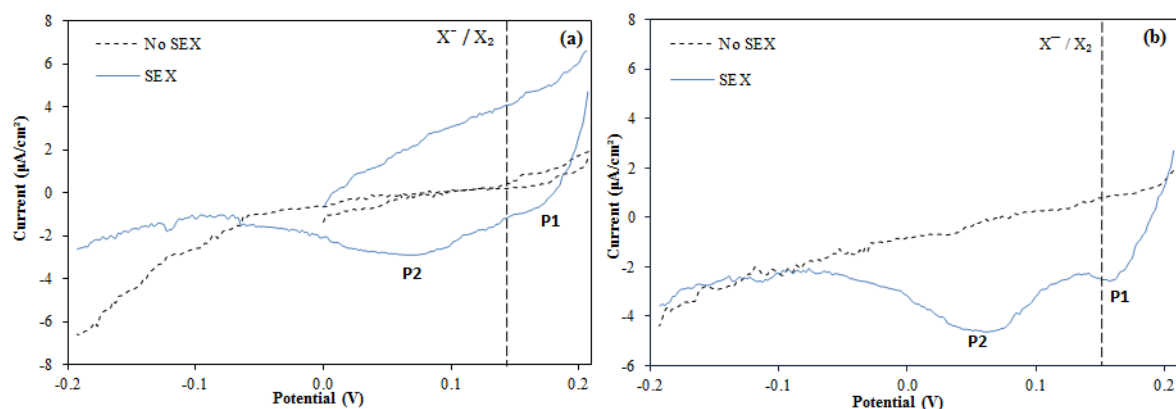 (a)
X⁻ / X₂
No SEX
SEX
P1
P2
8
6
4
2
0
-2
-4
-6
-8
-0.2
-0.1
0.0
0.1
0.2
Current (µA/cm²)
Potential (V)
(b)
X⁻ / X₂
No SEX
SEX
P1
P2
8
6
4
2
0
-2
-4
-6
-0.2
-0.1
0.0
0.1
0.2
Current (µA/cm²)
Potential (V)